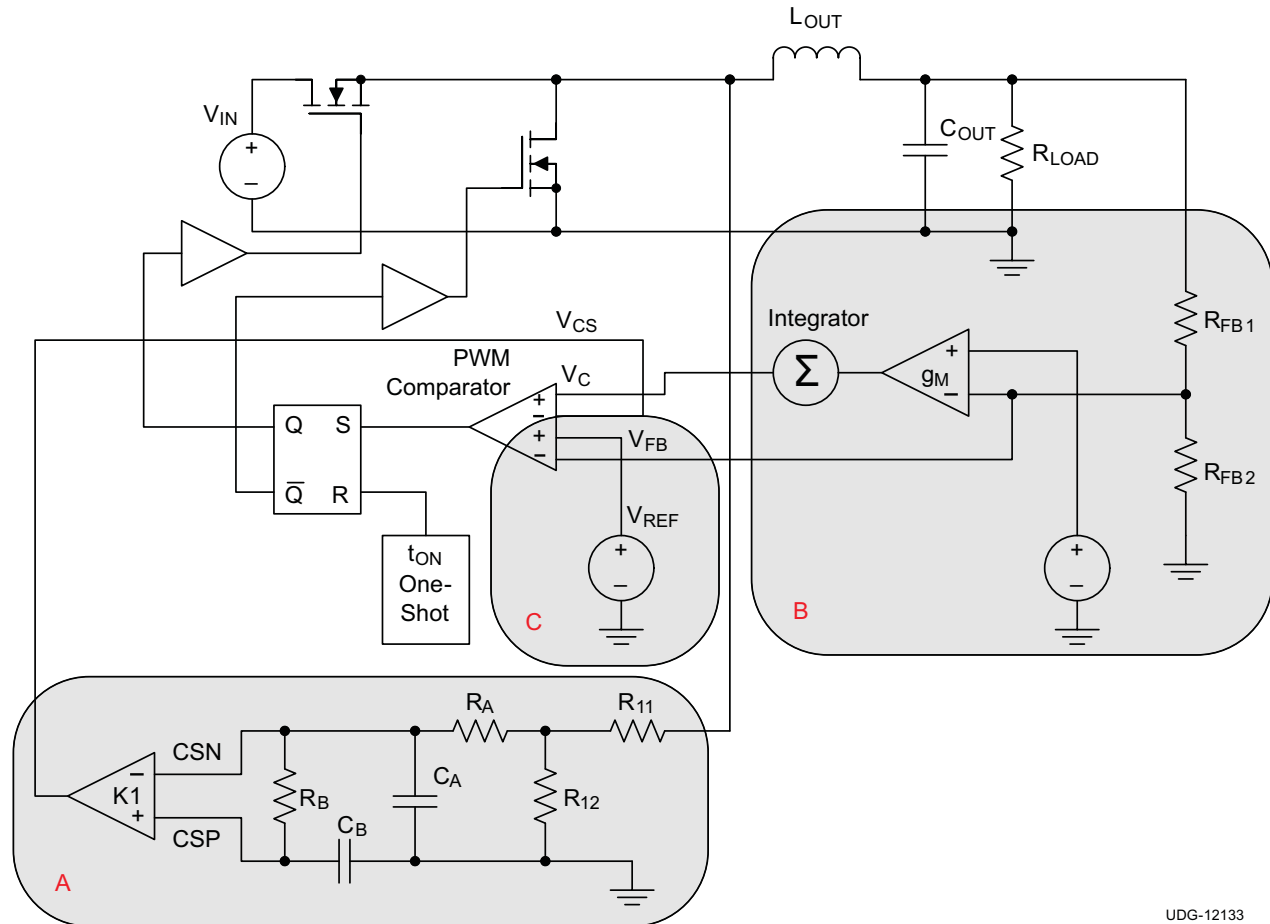 LOUT
VIN
COUT
RLOAD
VCS
Integrator
RFB1
PWM
Comparator
VC
+
Σ
gM
+
−
Q
S
VFB
Q̅
R
VREF
RFB2
tON
One-
Shot
C
B
RA
R11
CSN
K1
−
+
RB
CA
R12
CSP
CB
A
UDG-12133